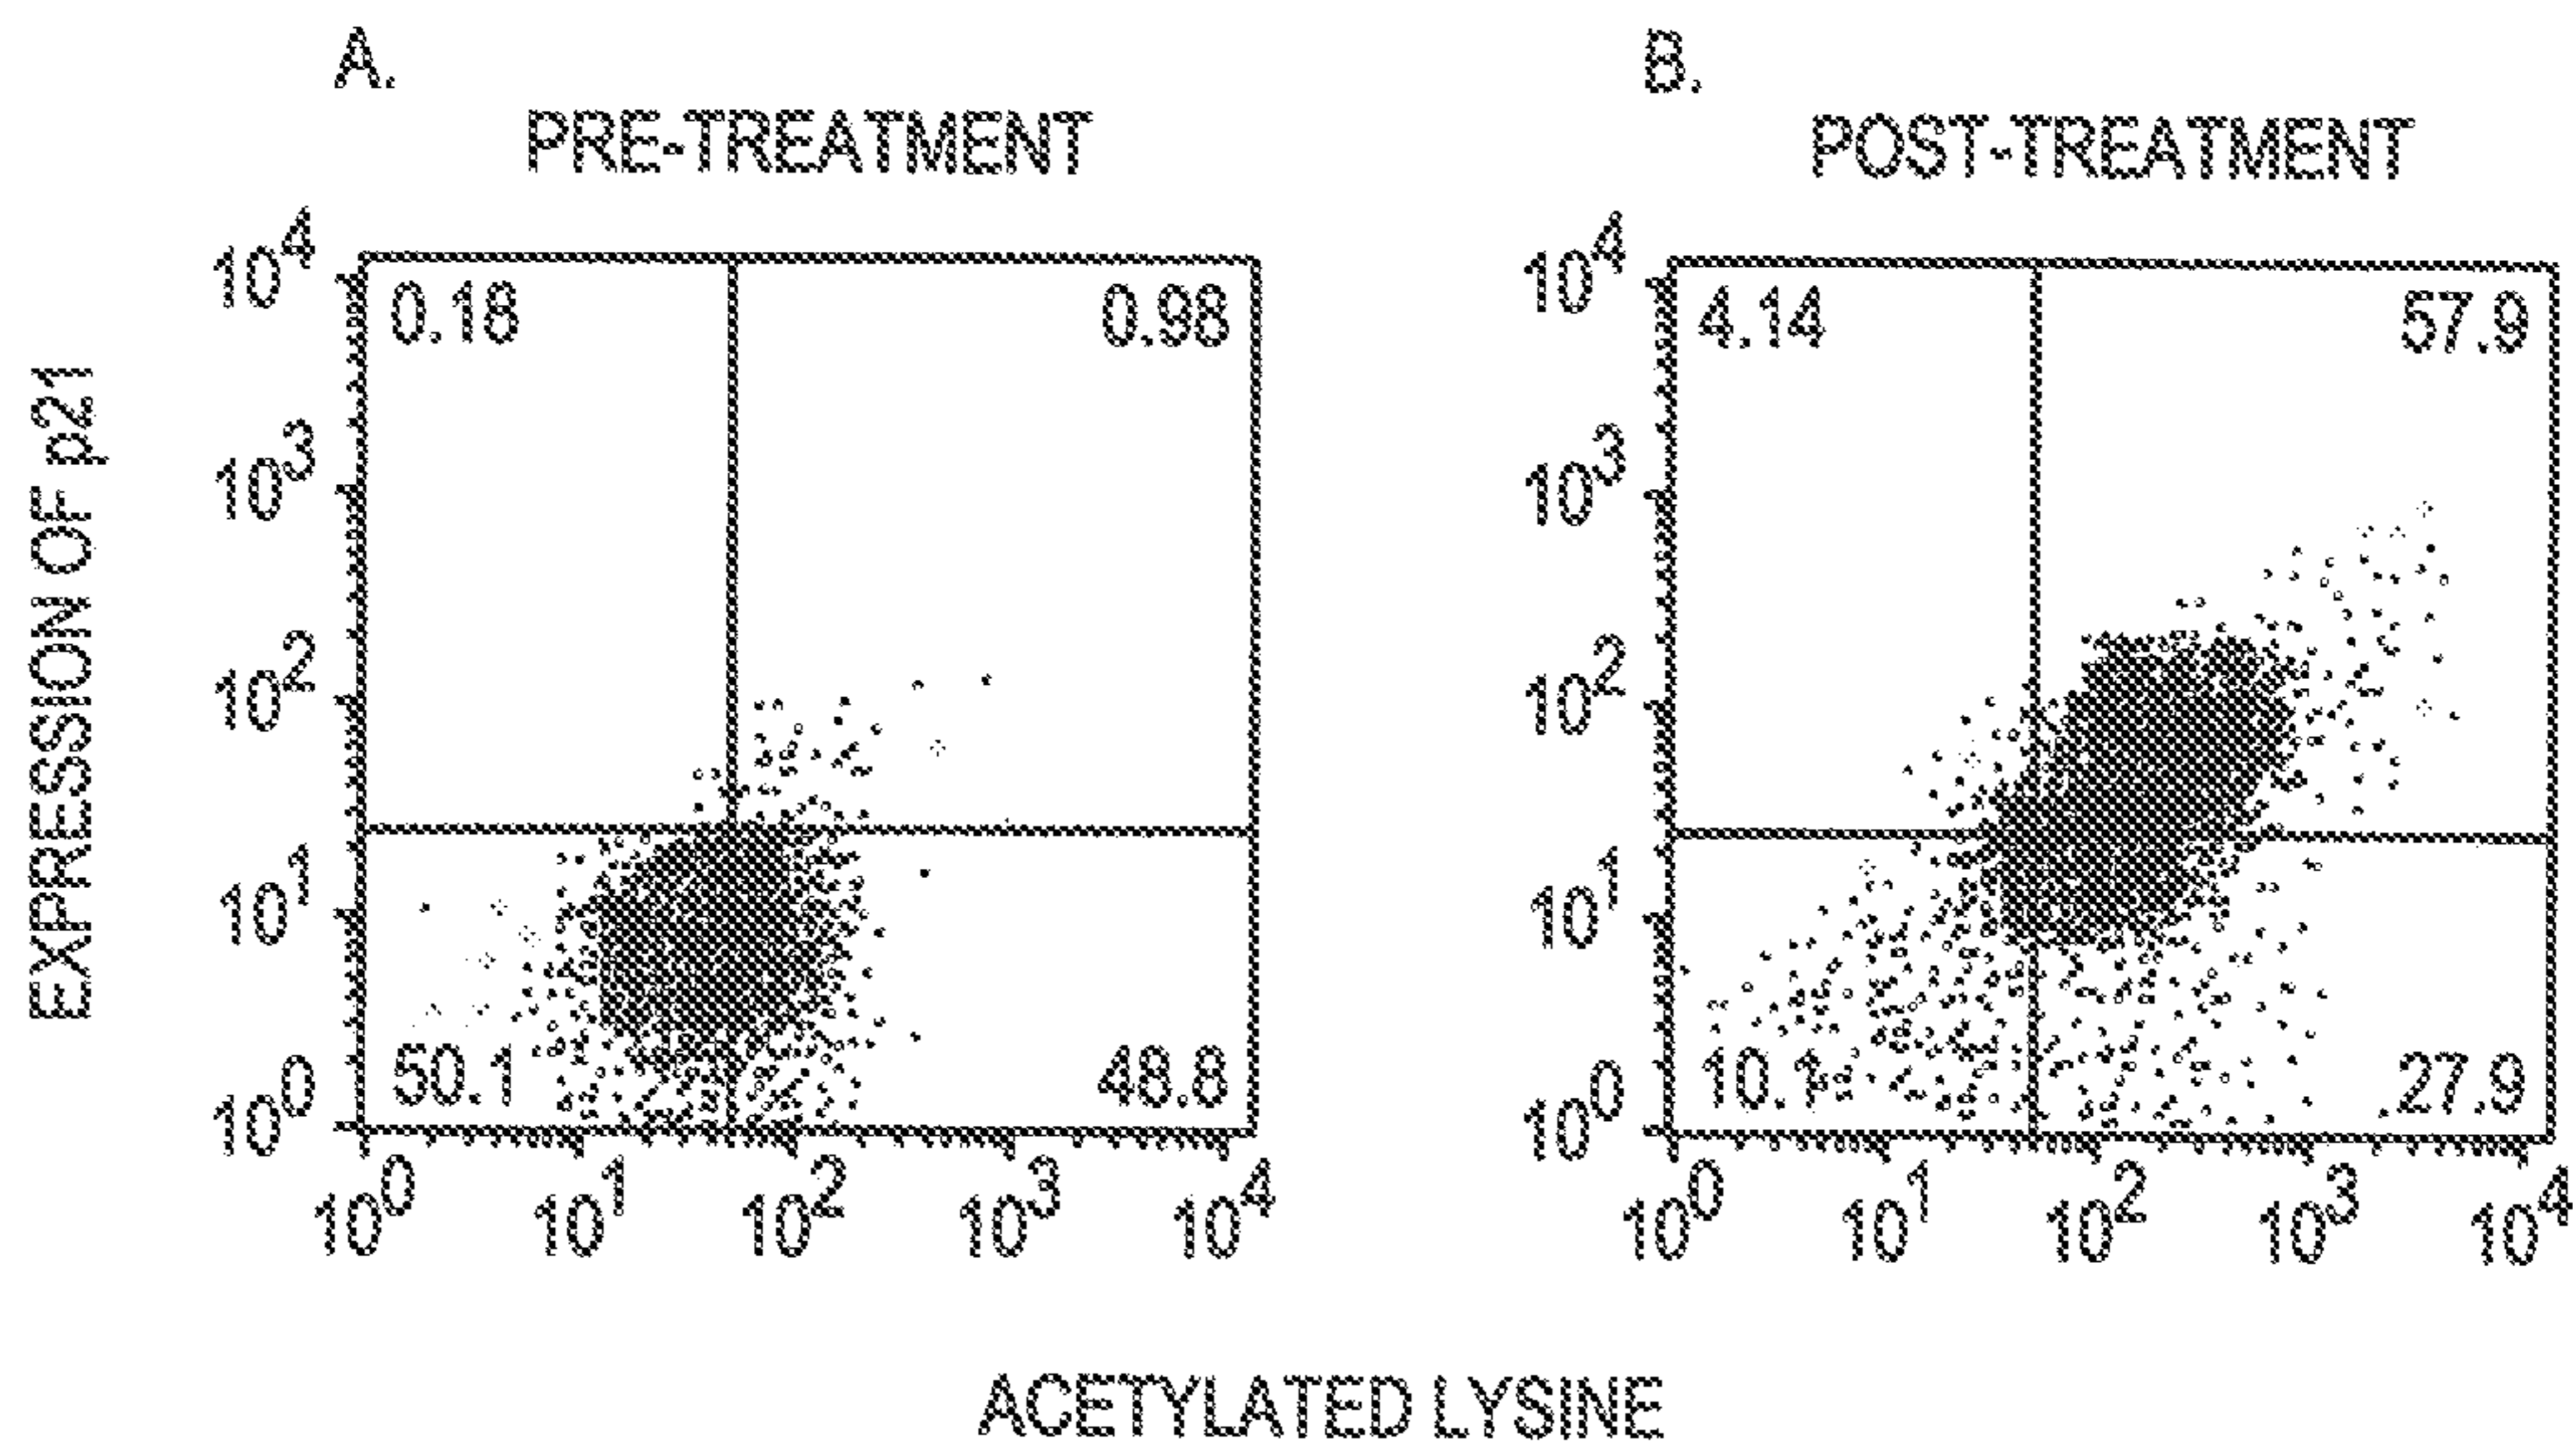 A.
PRE-TREATMENT
B.
POST-TREATMENT
EXPRESSION OF p21
10^4
10^3
10^2
10^1
10^0
0.18
0.98
50.1
48.8
10^0 10^1 10^2 10^3 10^4
10^4
10^3
10^2
10^1
10^0
4.14
57.9
10.1
27.9
10^0 10^1 10^2 10^3 10^4
ACETYLATED LYSINE